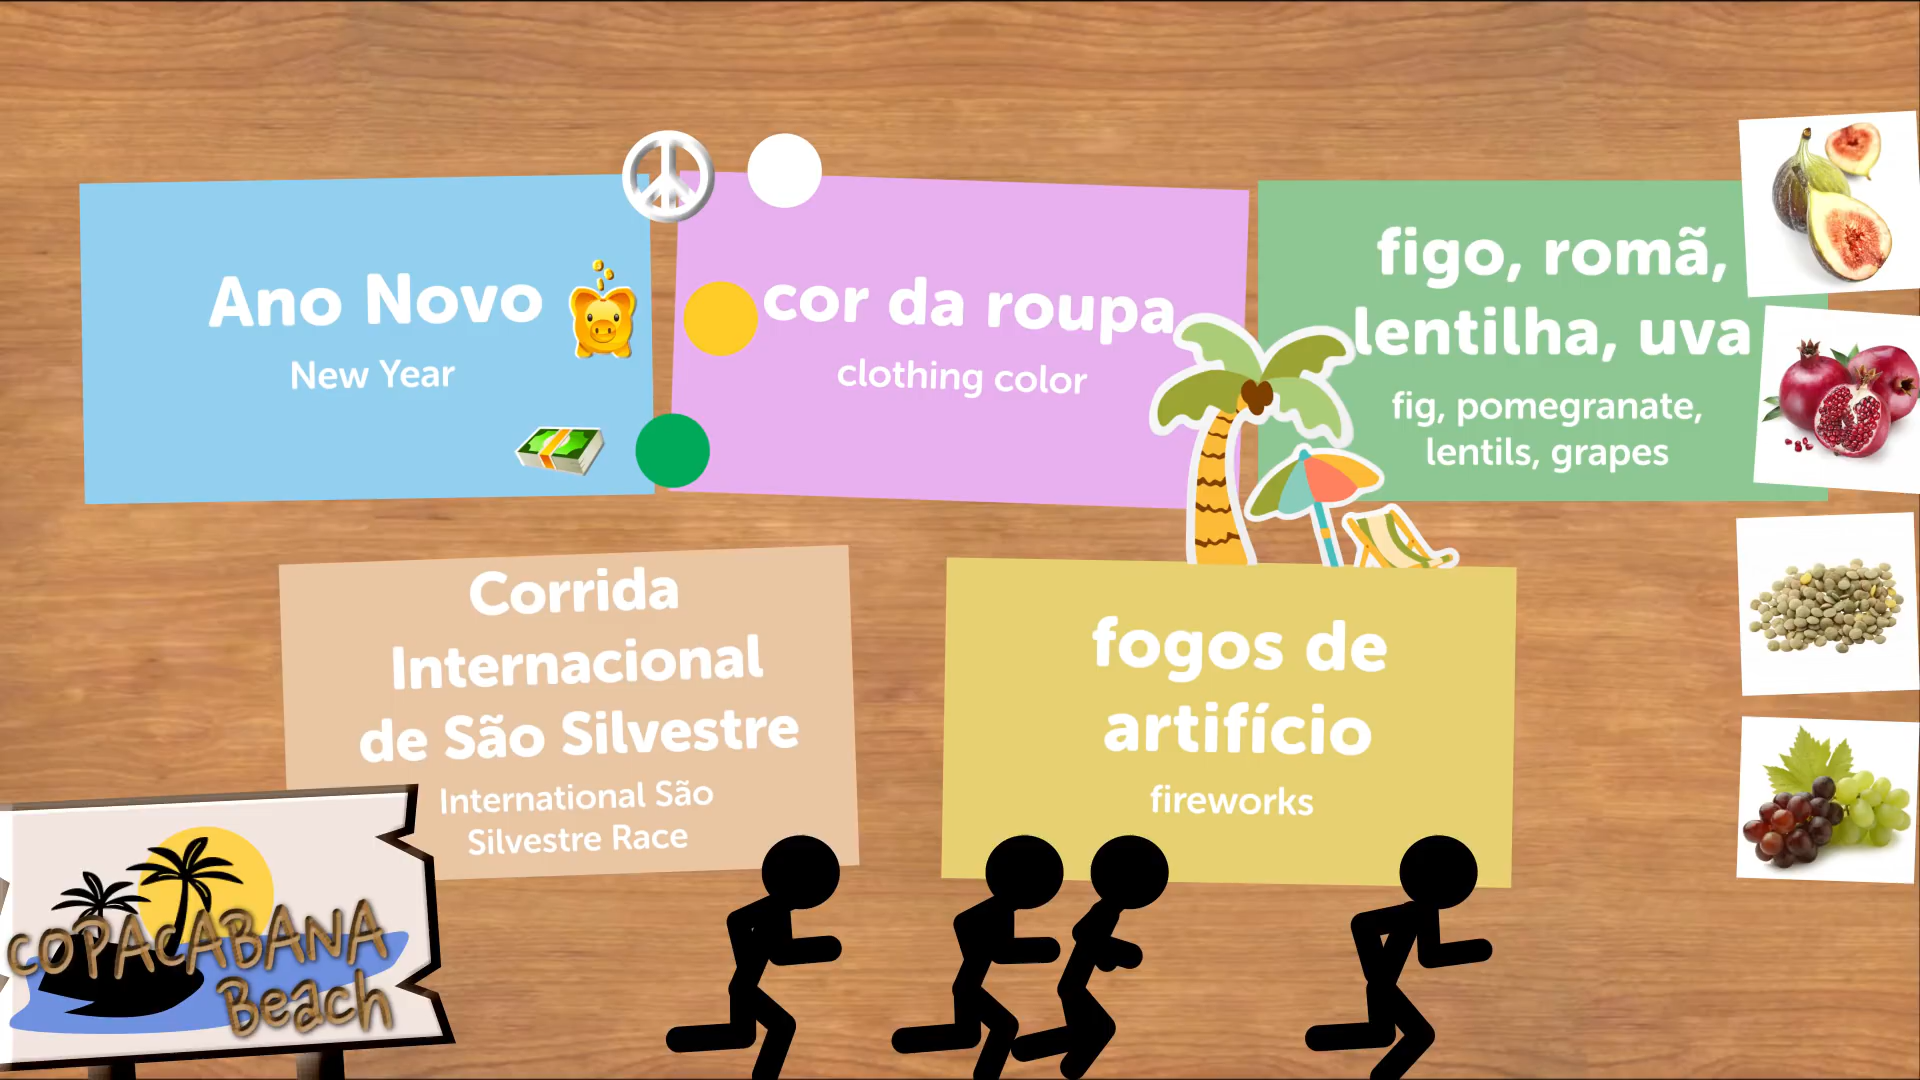 Ano Novo
New Year
cor da roupa
clothing color
figo, romã,
lentilha, uva
fig, pomegranate,
lentils, grapes
Corrida
Internacional
de São Silvestre
International São
Silvestre Race
fogos de
artifício
fireworks
COPACABANA
Beach